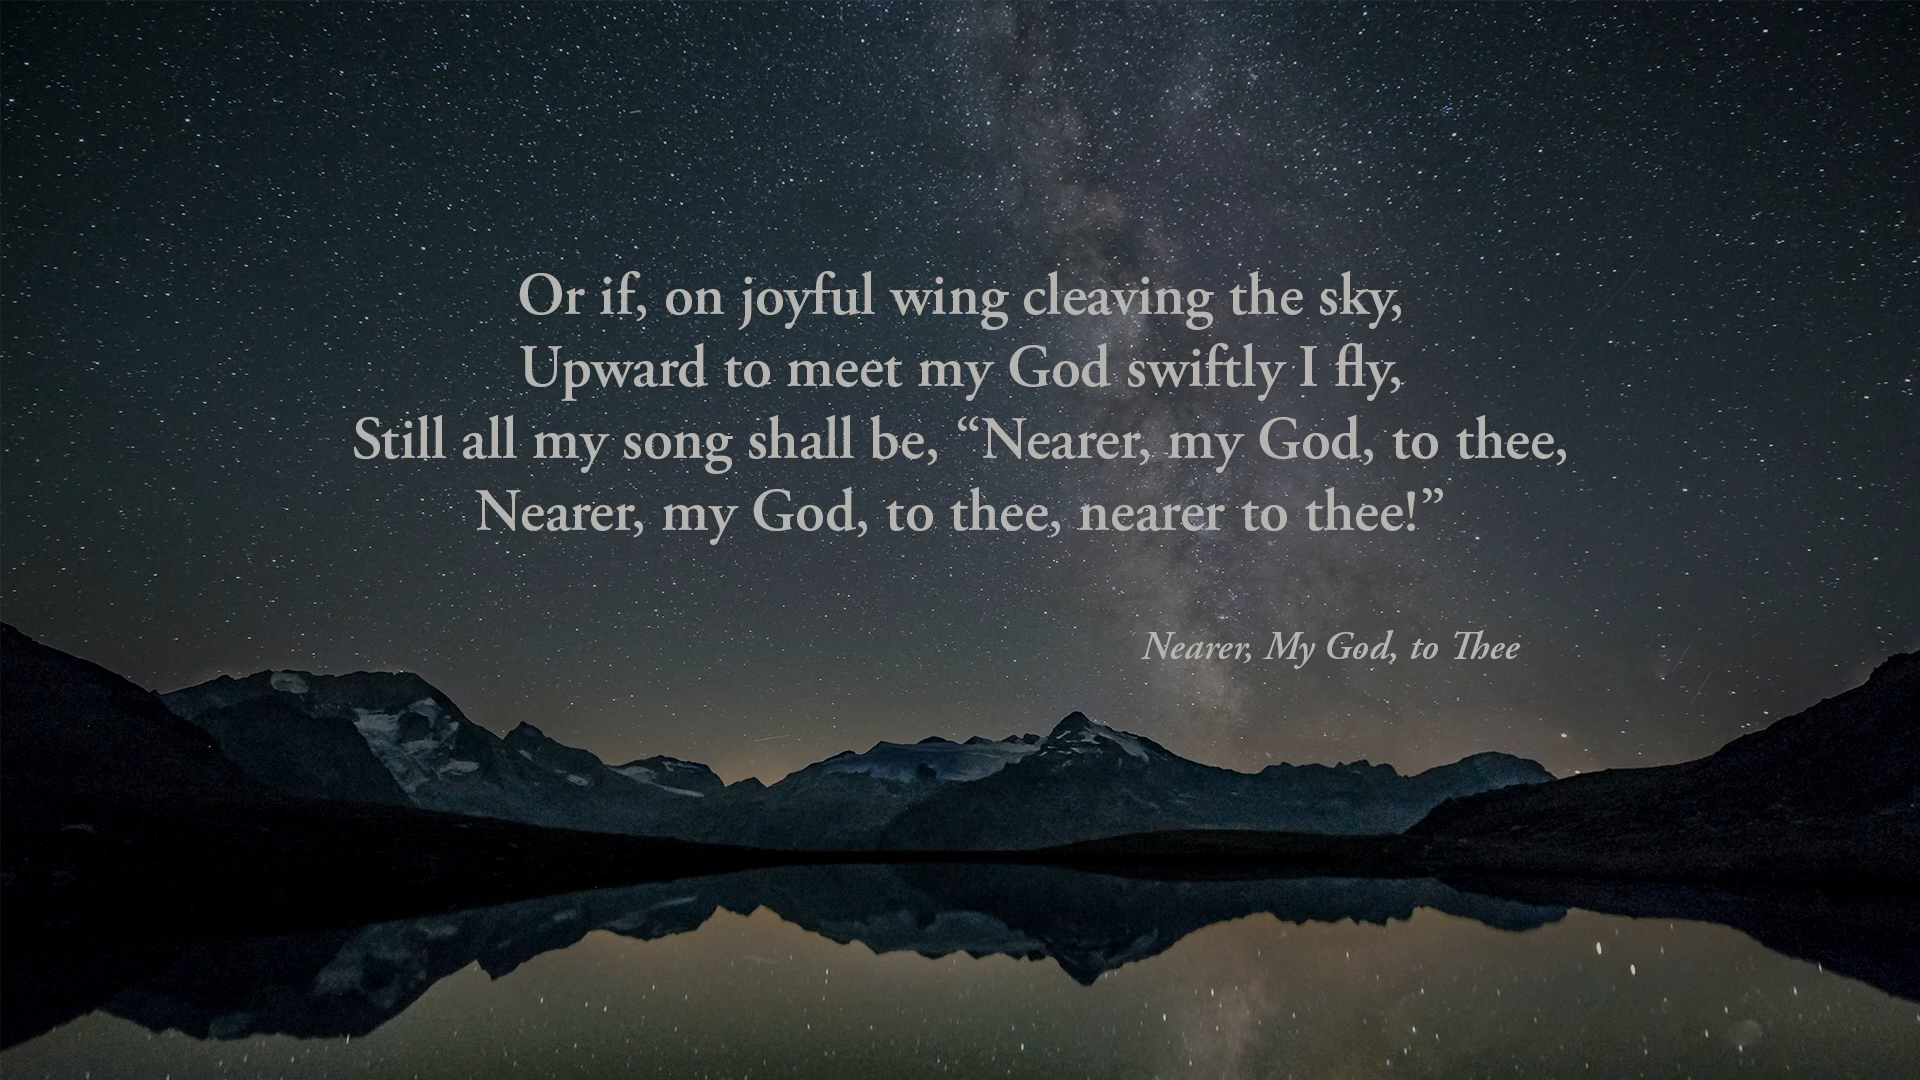 Or if, on joyful wing cleaving the sky,
Upward to meet my God swiftly I fly,
Still all my song shall be, “Nearer, my God, to thee,
Nearer, my God, to thee, nearer to thee!”
Nearer, My God, to Thee